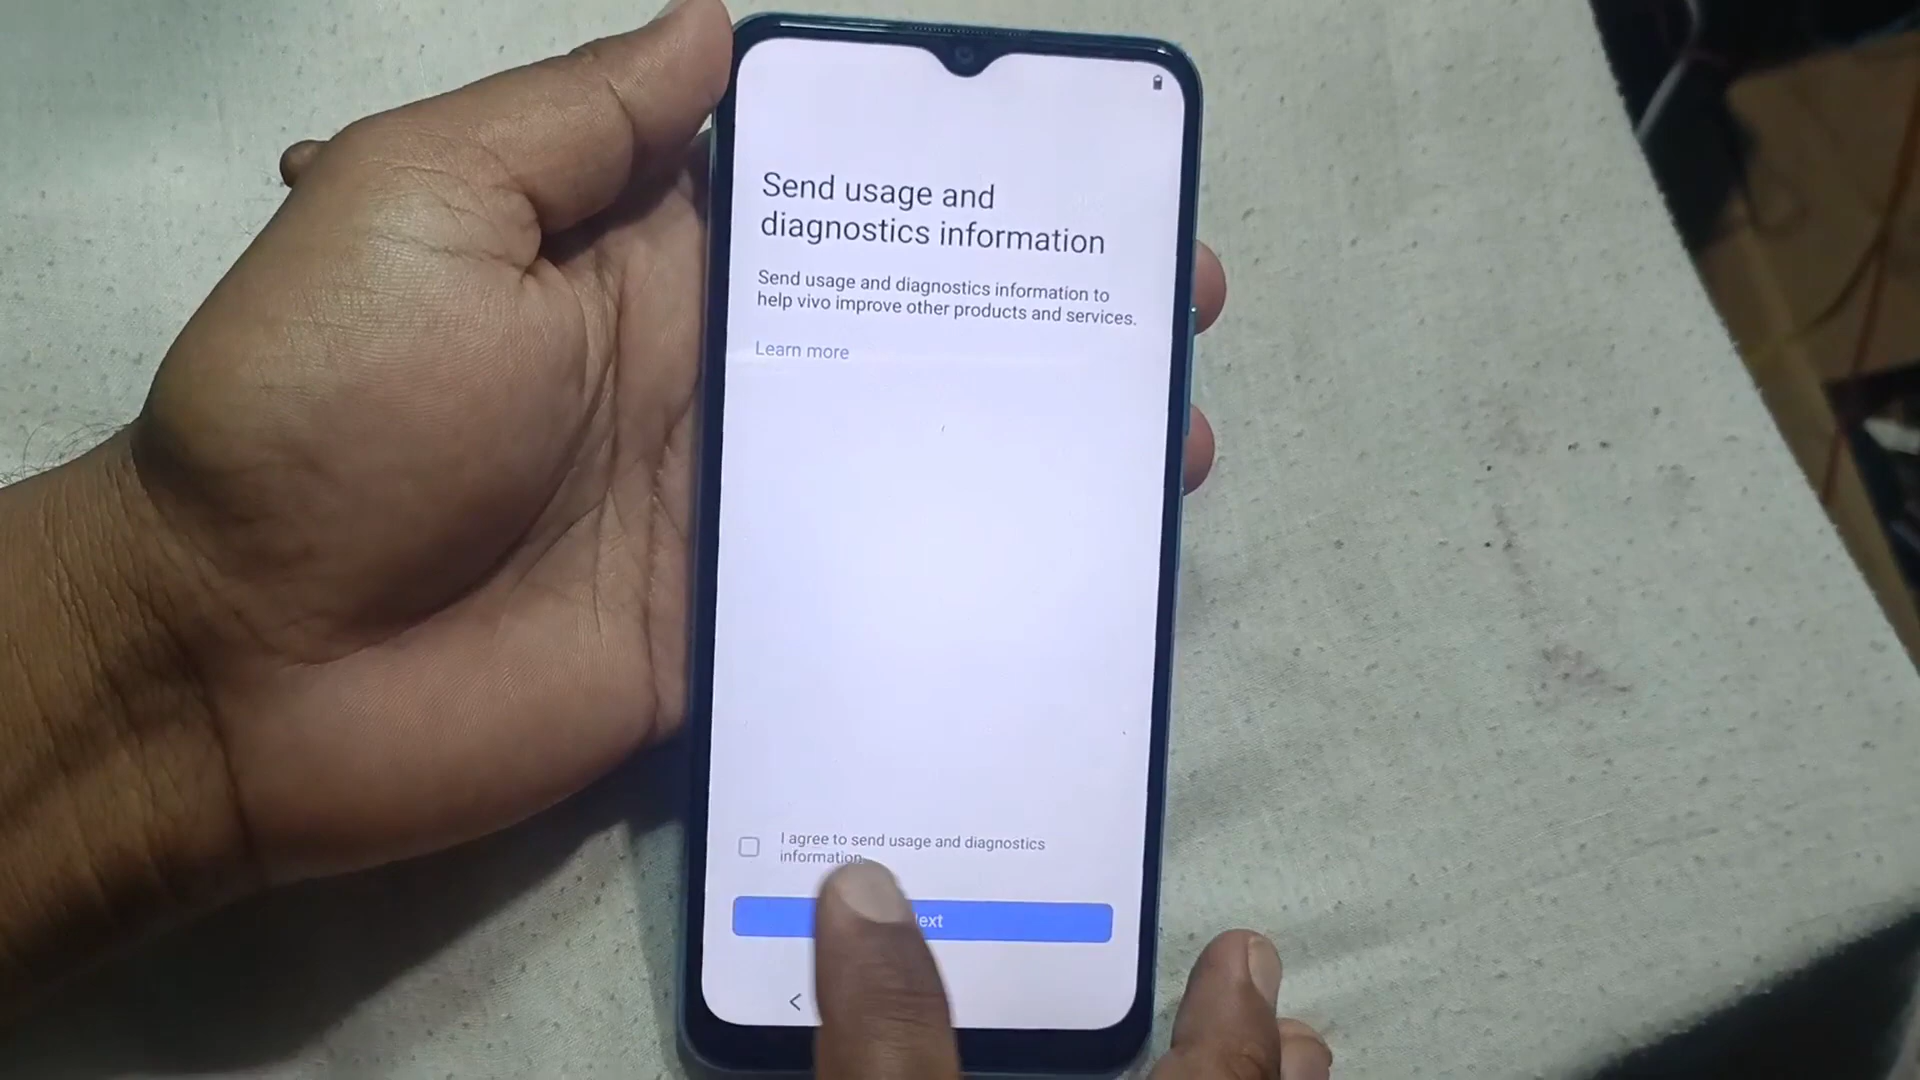 Send usage and
diagnostics information
Send usage and diagnostics information to
help vivo improve other products and services.
Learn more
I agree to send usage and diagnostics
information
ext